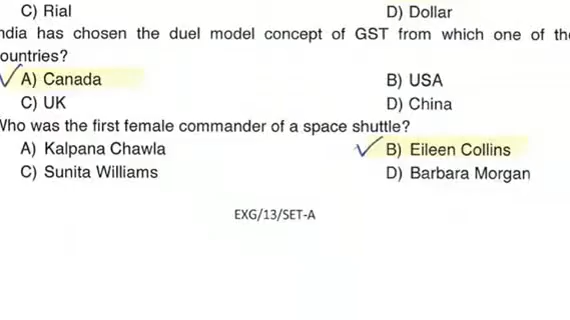 C) Rial D) Dollar
ndia has chosen the duel model concept of GST from which one of th
ountries?
A) Canada B) USA
C) UK D) China
Who was the first female commander of a space shuttle?
A) Kalpana Chawla B) Eileen Collins
C) Sunita Williams D) Barbara Morgan
EXG/13/SET-A